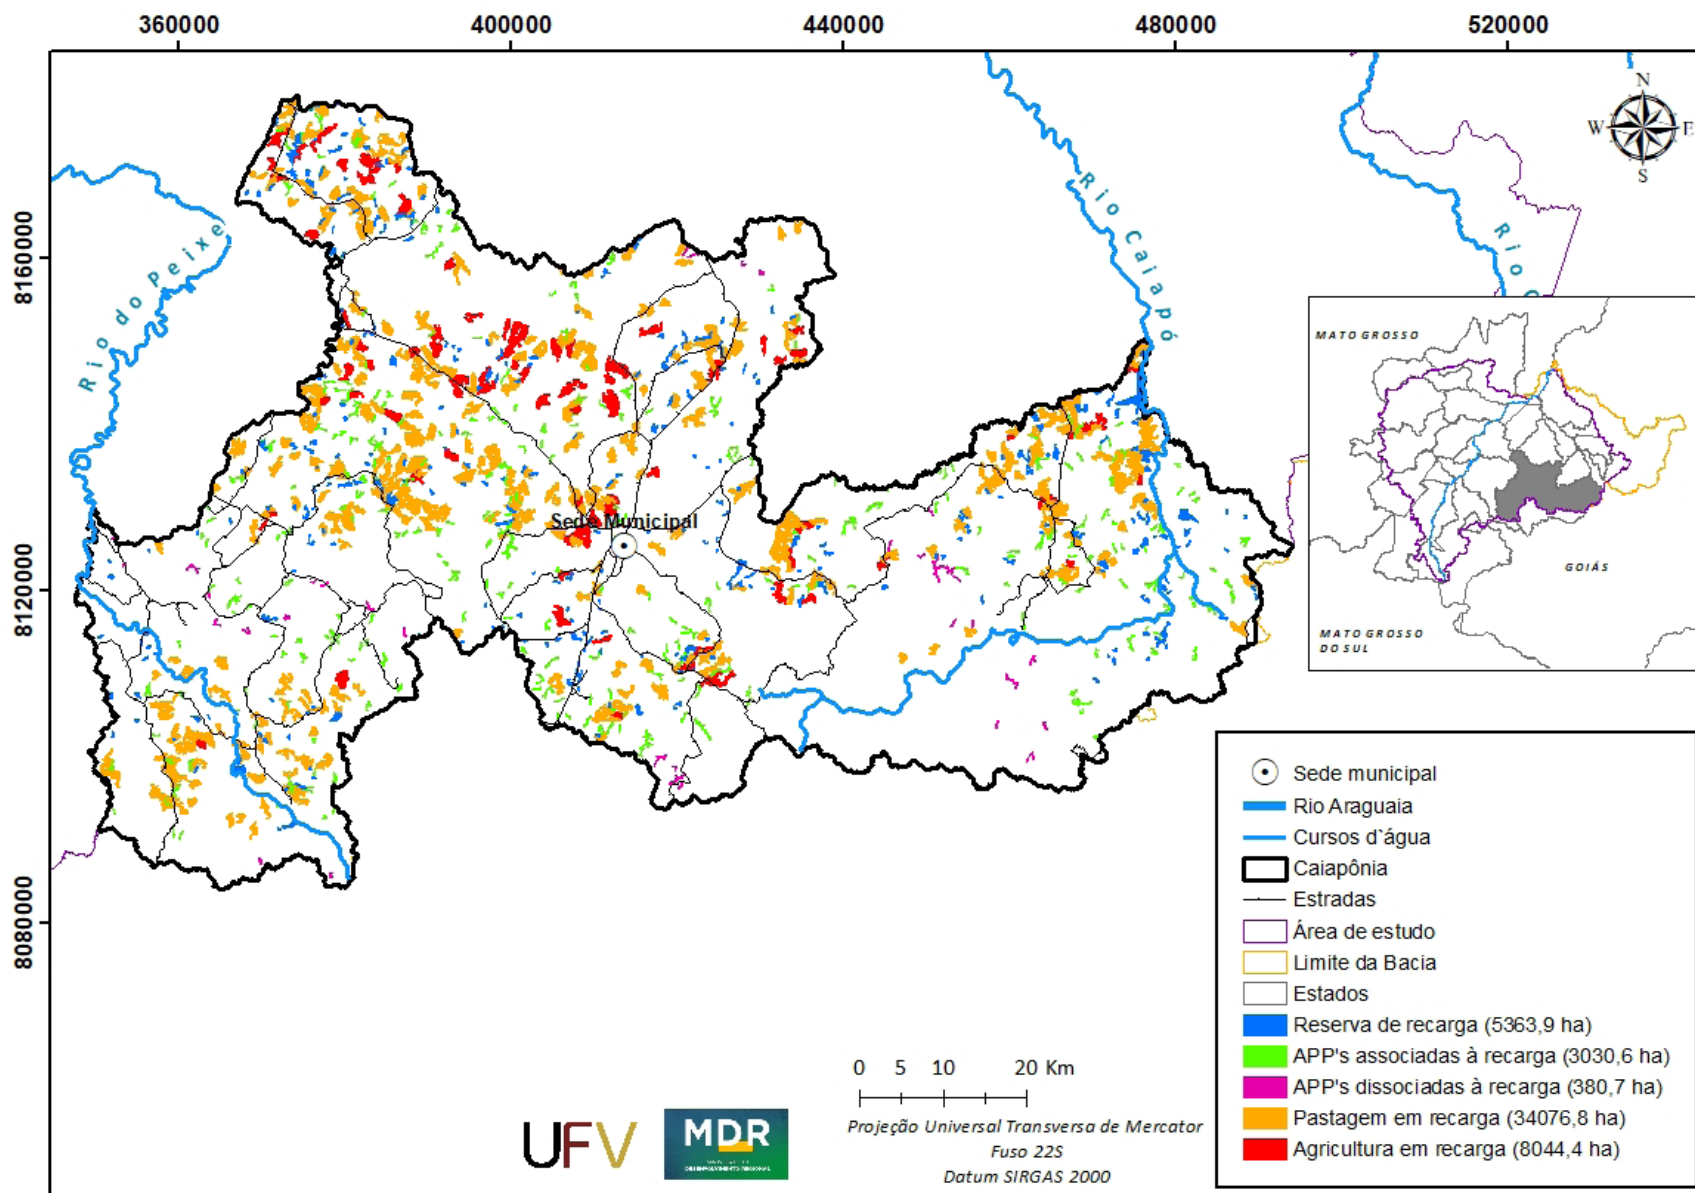 360000
400000
440000
480000
520000
8160000
8120000
8080000
N
W
E
S
Rio do Peixe
Rio Caiapó
Rio C
MATO GROSSO
GOIÁS
MATO GROSSO
DO SUL
Sede Municipal
Sede municipal
Rio Araguaia
Cursos d`água
Caiapônia
Estradas
Área de estudo
Limite da Bacia
Estados
Reserva de recarga (5363,9 ha)
APP's associadas à recarga (3030,6 ha)
APP's dissociadas à recarga (380,7 ha)
Pastagem em recarga (34076,8 ha)
Agricultura em recarga (8044,4 ha)
0 5 10 20 Km
Projeção Universal Transversa de Mercator
Fuso 22S
Datum SIRGAS 2000
UFV
MDR
DESENVOLVIMENTO REGIONAL